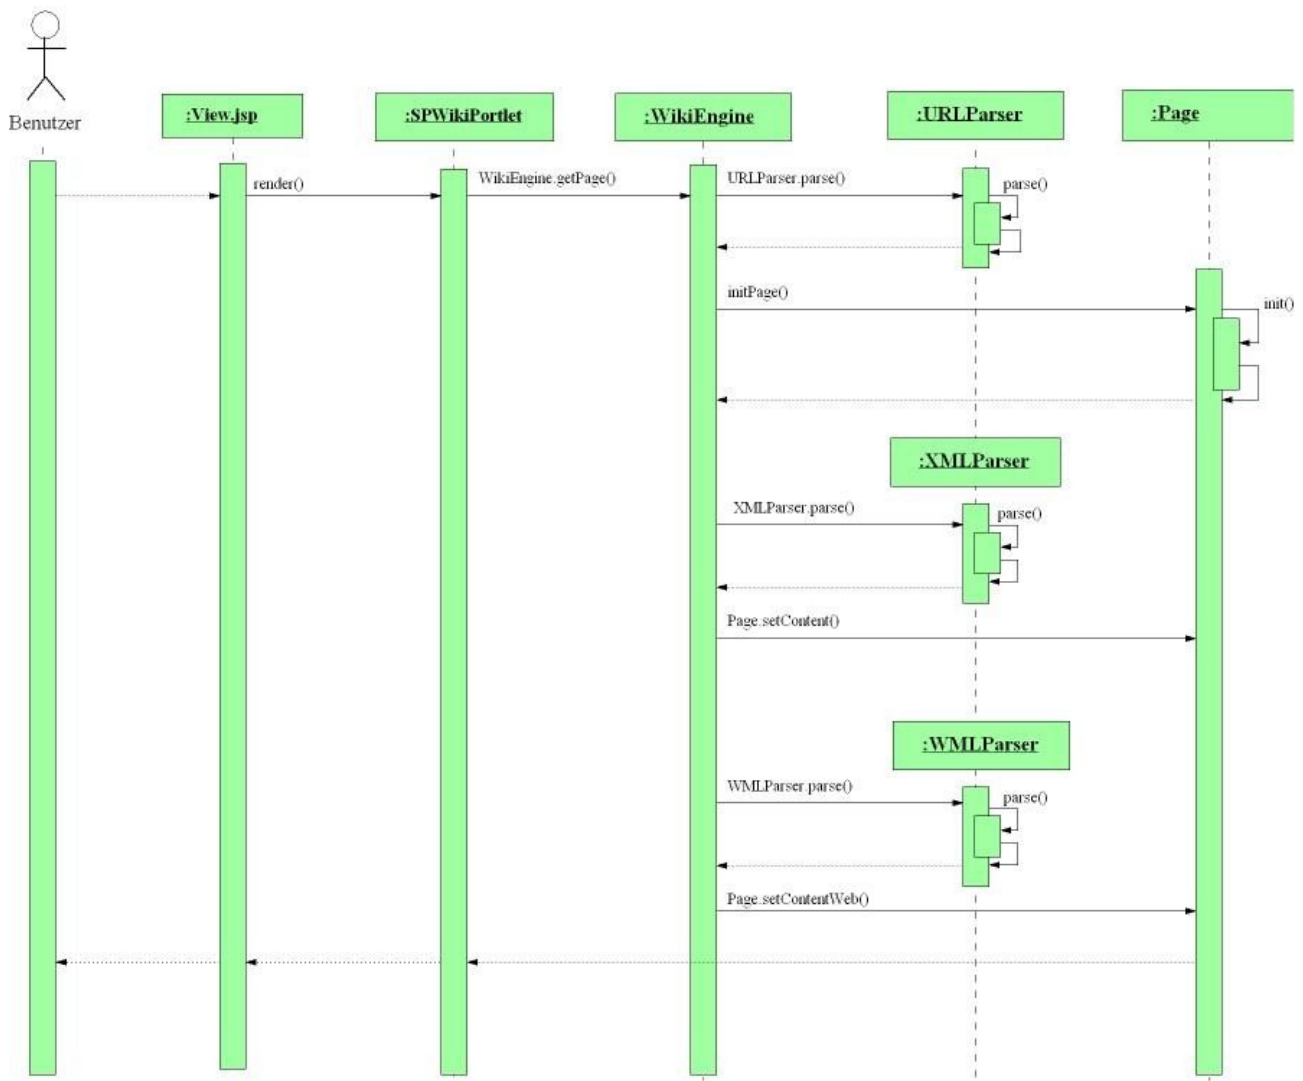 Benutzer
:View.jsp
:SPWikiPortlet
:WikiEngine
:URLParser
:Page
render()
WikiEngine.getPage()
URLParser.parse()
parse()
initPage()
init()
:XMLParser
XMLParser.parse()
parse()
Page.setContent()
:WMLParser
WMLParser.parse()
parse()
Page.setContentWeb()